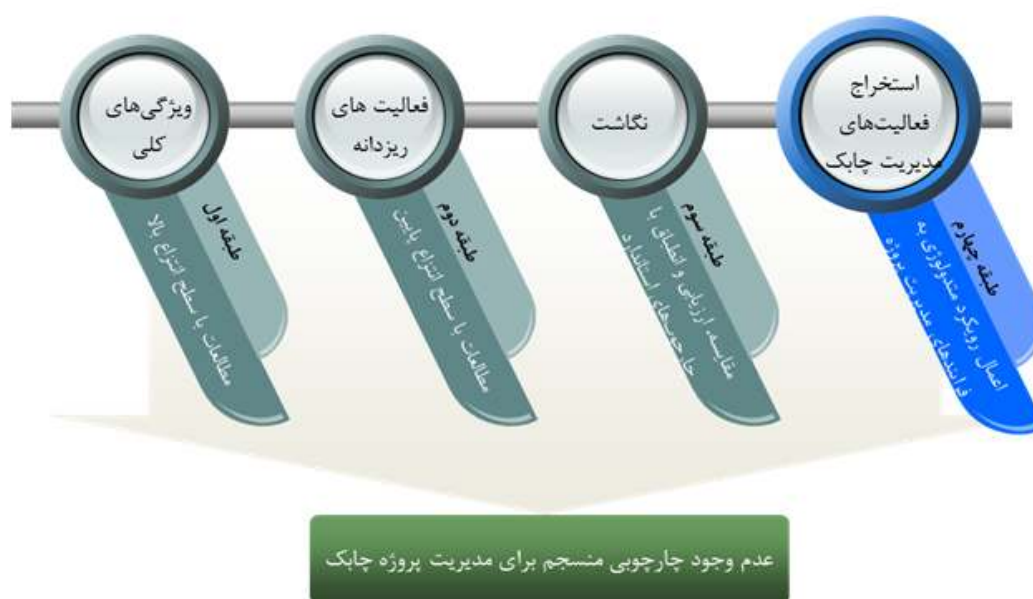 ویژگی‌های
کلی
طبقه اول
مطالعات با سطح انتزاع بالا
فعالیت های
ریزدانه
طبقه دوم
مطالعات با سطح انتزاع پایین
نگاشت
طبقه سوم
مقایسه، ارزیابی و انطباق با
چارچوب‌های استاندارد
استخراج
فعالیت‌های
مدیریت چابک
طبقه چهارم
اعمال رویکرد متدولوژی به
فرایندهای مدیریت پروژه
عدم وجود چارچوبی منسجم برای مدیریت پروژه چابک